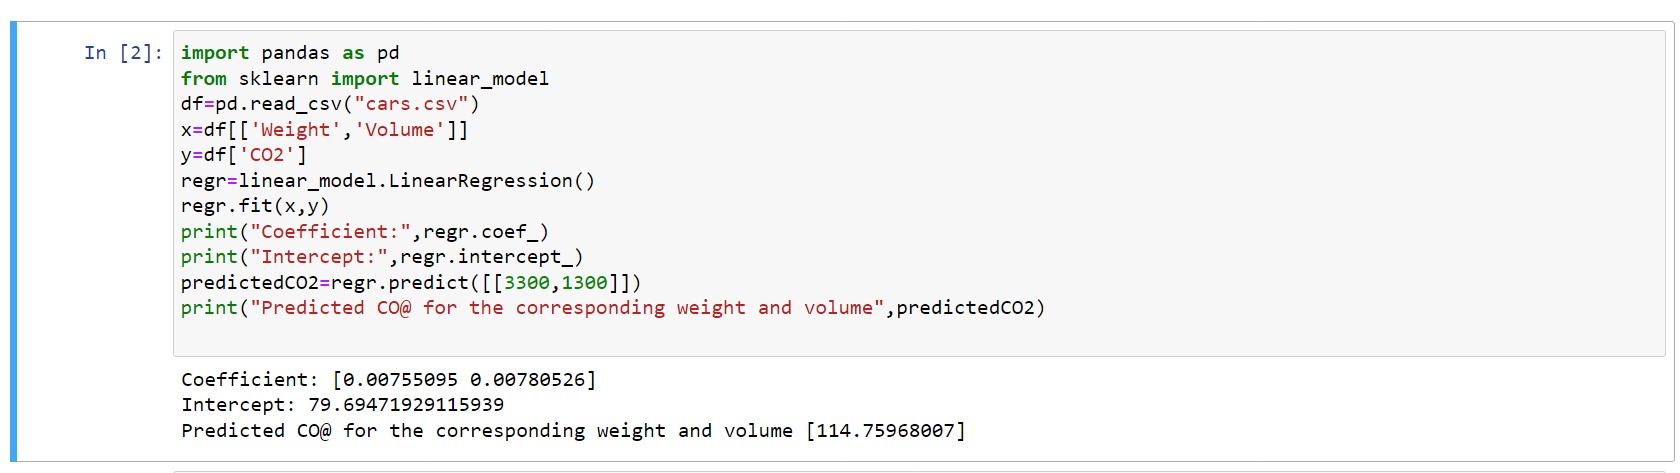 In [2]: import pandas as pd
from sklearn import linear_model
df=pd.read_csv("cars.csv")
x=df[['Weight','Volume']]
y=df['CO2']
regr=linear_model.LinearRegression()
regr.fit(x,y)
print("Coefficient:",regr.coef_)
print("Intercept:",regr.intercept_)
predictedCO2=regr.predict([[3300,1300]])
print("Predicted CO@ for the corresponding weight and volume",predictedCO2)
Coefficient: [0.00755095 0.00780526]
Intercept: 79.69471929115939
Predicted CO@ for the corresponding weight and volume [114.75968007]